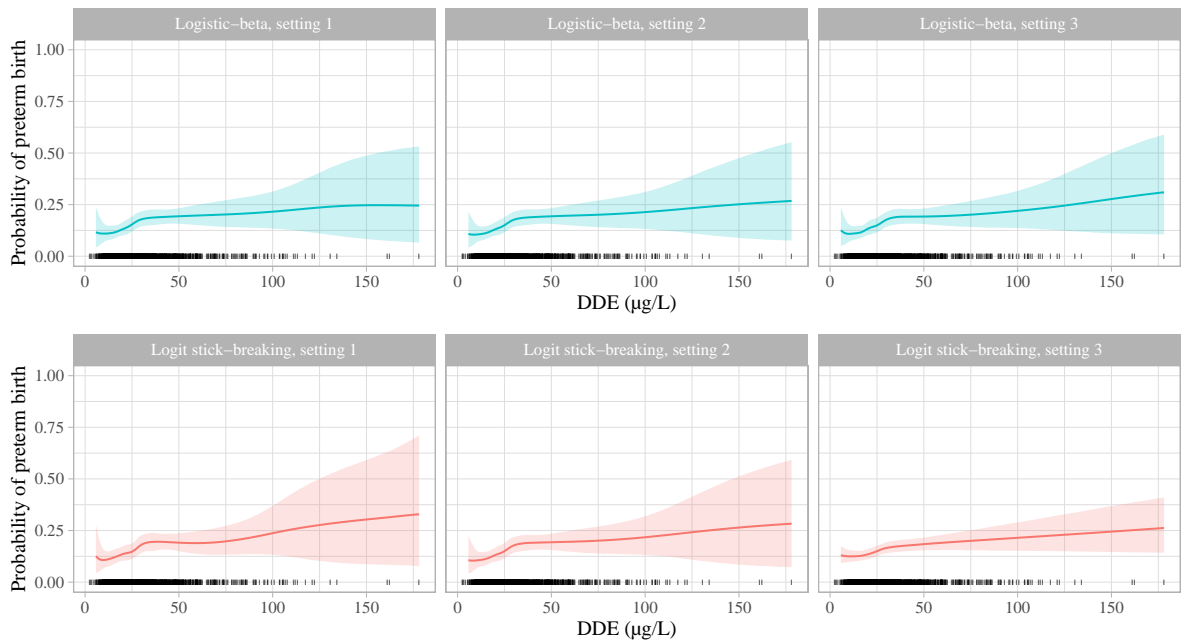 Logistic−beta, setting 1
Logistic−beta, setting 2
Logistic−beta, setting 3
Probability of preterm birth
1.00
0.75
0.50
0.25
0.00
0 50 100 150
0 50 100 150
0 50 100 150
DDE (μg/L)
Logit stick−breaking, setting 1
Logit stick−breaking, setting 2
Logit stick−breaking, setting 3
Probability of preterm birth
1.00
0.75
0.50
0.25
0.00
0 50 100 150
0 50 100 150
0 50 100 150
DDE (μg/L)